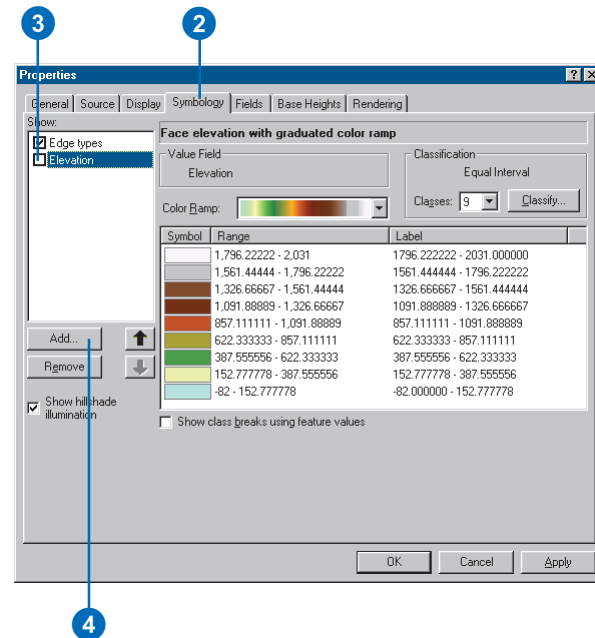 3
2
Properties
General Source Display Symbology Fields Base Heights Rendering
Show:
Edge types
Elevation
Face elevation with graduated color ramp
Value Field
Elevation
Classification
Equal Interval
Color Ramp:
Classes: 9 Classify...
Symbol Range Label
1,796.22222 - 2,031 1796.222222 - 2031.000000
1,561.44444 - 1,796.22222 1561.444444 - 1796.222222
1,326.66667 - 1,561.44444 1326.666667 - 1561.444444
1,091.88889 - 1,326.66667 1091.888889 - 1326.666667
857.111111 - 1,091.88889 857.111111 - 1091.888889
622.333333 - 857.111111 622.333333 - 857.111111
387.555556 - 622.333333 387.555556 - 622.333333
152.777778 - 387.555556 152.777778 - 387.555556
-82 - 152.777778 -82.000000 - 152.777778
Add...
Remove
Show hillshade
illumination
Show class breaks using feature values
OK Cancel Apply
4